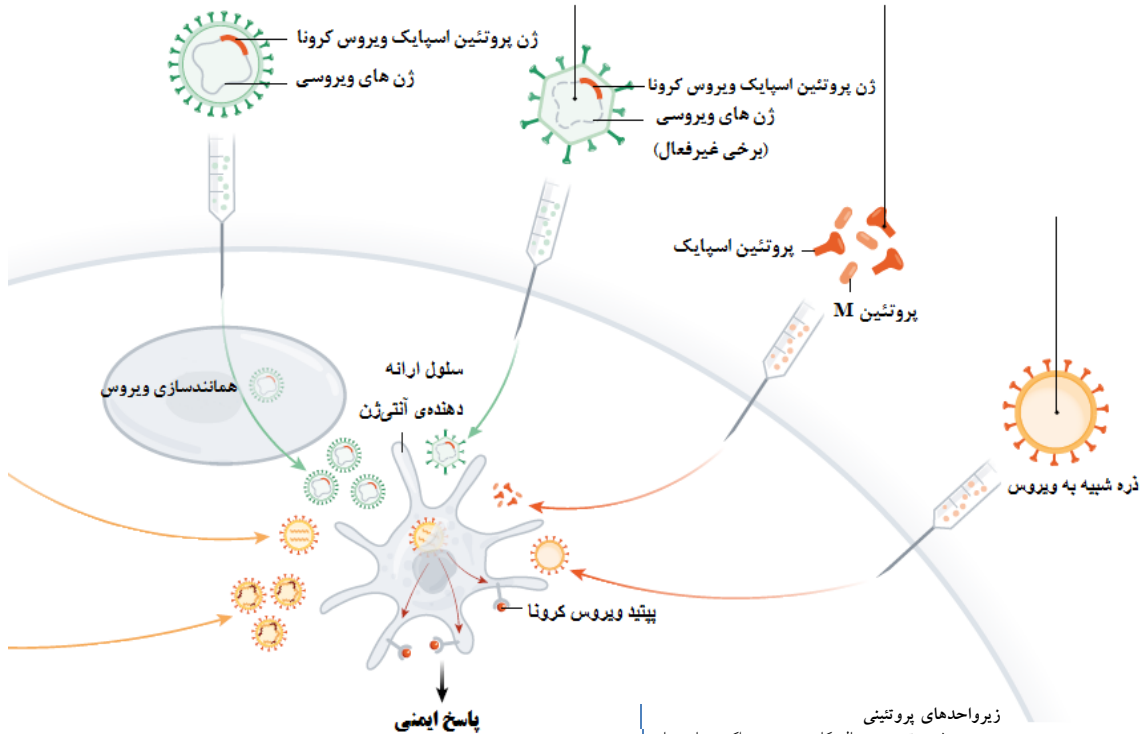 ژن پروتئین اسپایک ویروس کرونا
ژن های ویروسی
ژن پروتئین اسپایک ویروس کرونا
ژن های ویروسی
(برخی غیرفعال)
پروتئین اسپایک
پروتئین M
ذره شبیه به ویروس
همانندسازی ویروس
سلول ارائه
دهنده‌ی آنتی‌ژن
پپتید ویروس کرونا
پاسخ ایمنی
زیرواحدهای پروتئینی